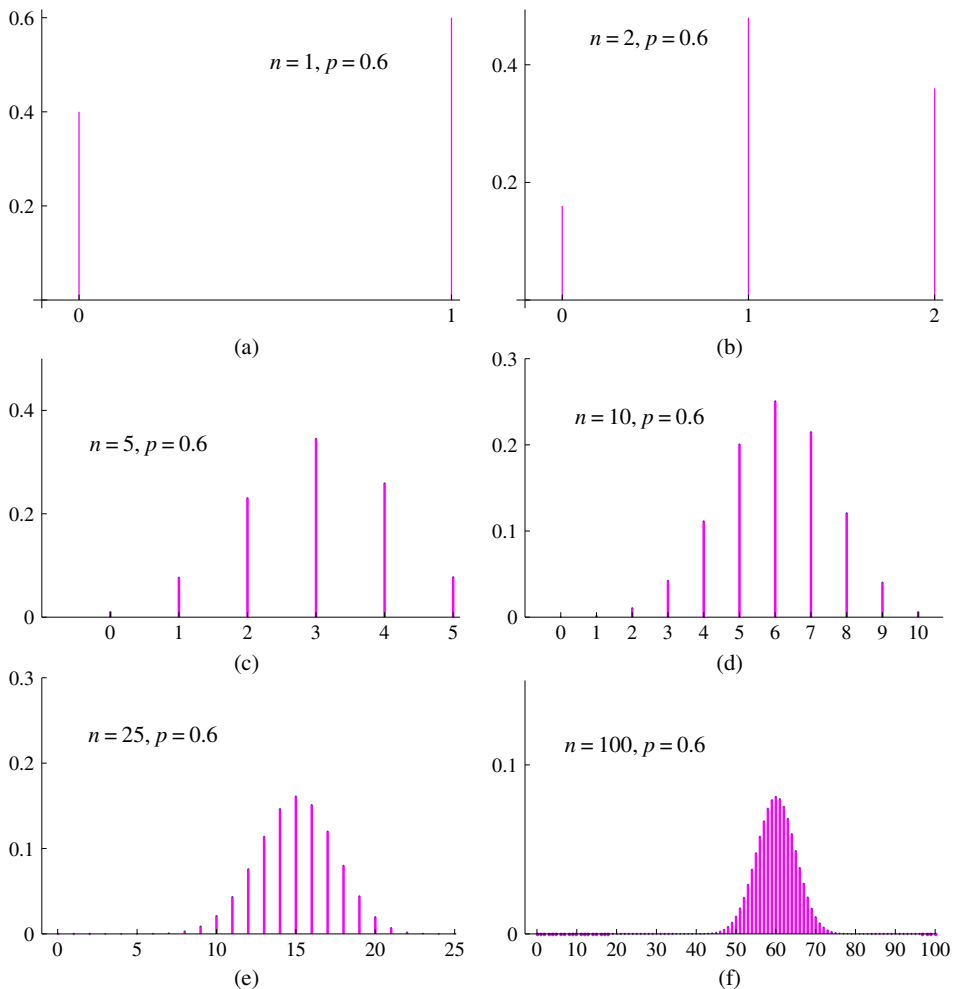 0.6
0.4
0.2
n = 1, p = 0.6
0 1
(a)
0.4
0.2
n = 2, p = 0.6
0 1 2
(b)
0.4
0.2
0
n = 5, p = 0.6
0 1 2 3 4 5
(c)
0.3
0.2
0.1
0
n = 10, p = 0.6
0 1 2 3 4 5 6 7 8 9 10
(d)
0.3
0.2
0.1
0
n = 25, p = 0.6
0 5 10 15 20 25
(e)
0.1
0
n = 100, p = 0.6
0 10 20 30 40 50 60 70 80 90 100
(f)